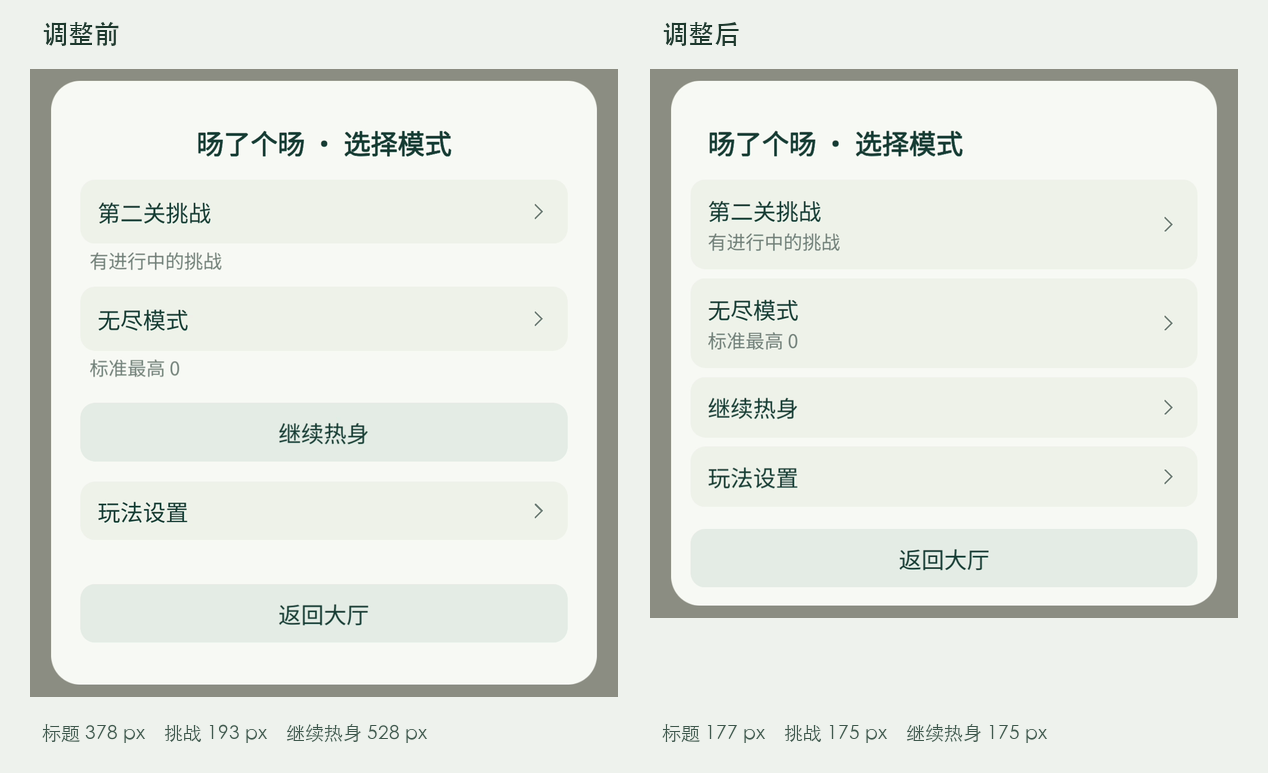 调整前
旸了个旸 · 选择模式
第二关挑战
有进行中的挑战
无尽模式
标准最高 0
继续热身
玩法设置
返回大厅
标题 378 px 挑战 193 px 继续热身 528 px
调整后
旸了个旸 · 选择模式
第二关挑战
有进行中的挑战
无尽模式
标准最高 0
继续热身
玩法设置
返回大厅
标题 177 px 挑战 175 px 继续热身 175 px